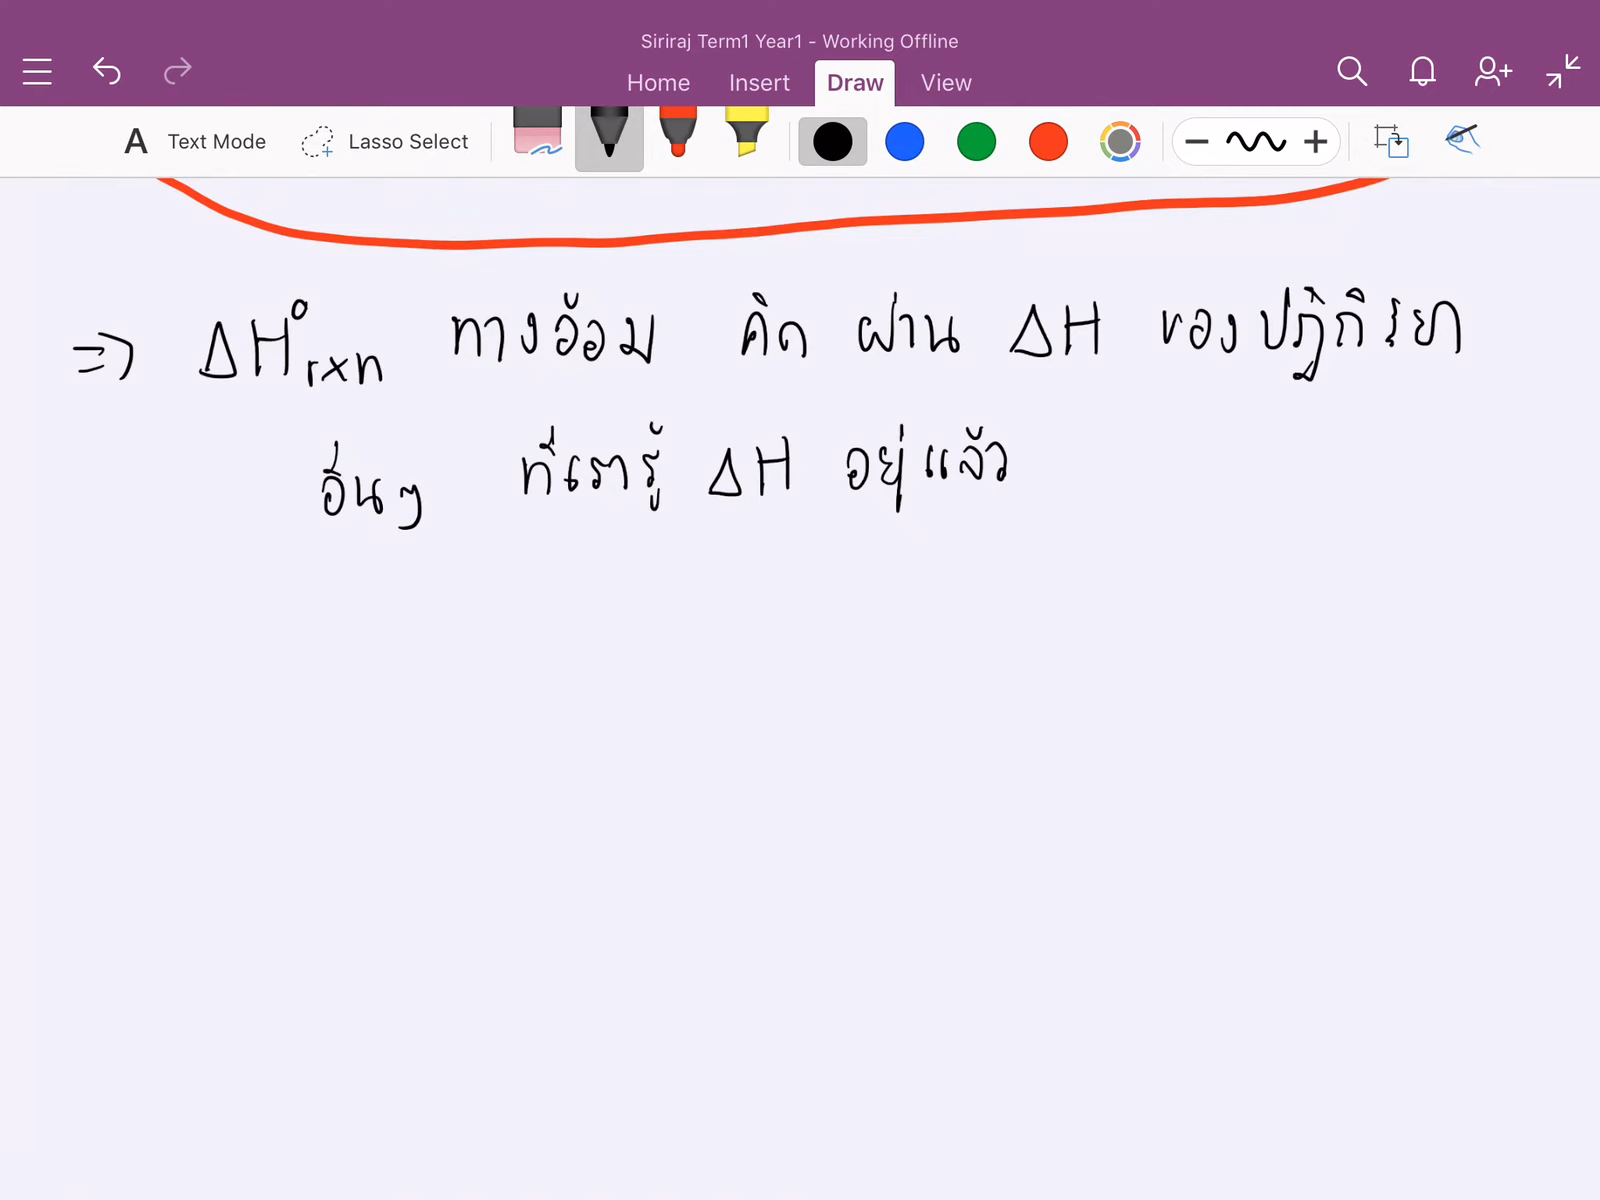 Siriraj Term1 Year1 - Working Offline
Home Insert Draw View
A Text Mode Lasso Select
⇒ ΔH°rxn ทางอ้อม คิด ผ่าน ΔH ของปฏิกิริยา
อื่นๆ ที่เรารู้ ΔH อยู่แล้ว